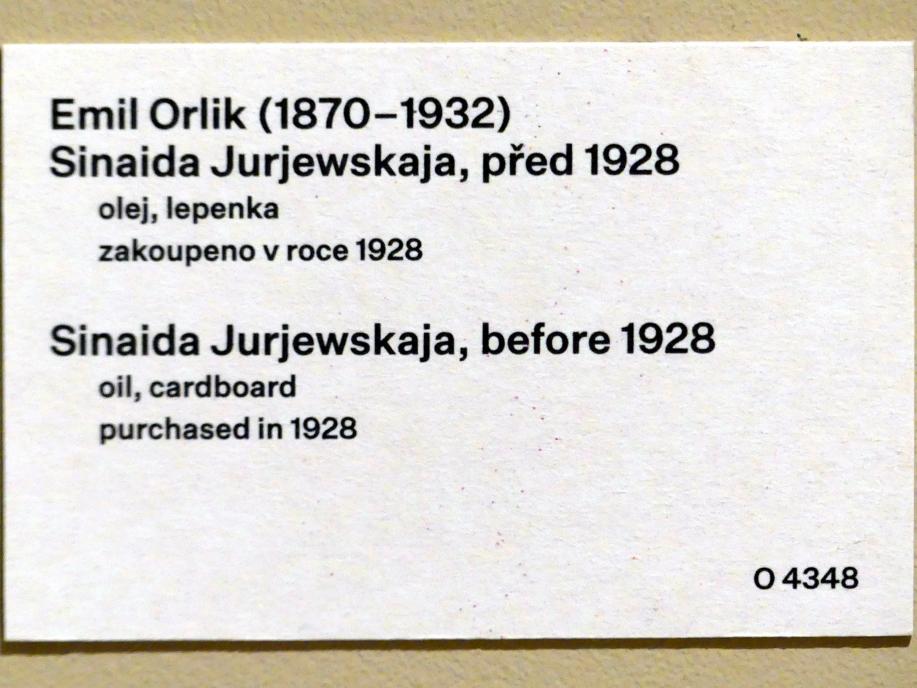 Emil Orlik (1870–1932)
Sinaida Jurjewskaja, před 1928
olej, lepenka
zakoupeno v roce 1928
Sinaida Jurjewskaja, before 1928
oil, cardboard
purchased in 1928
O 4348